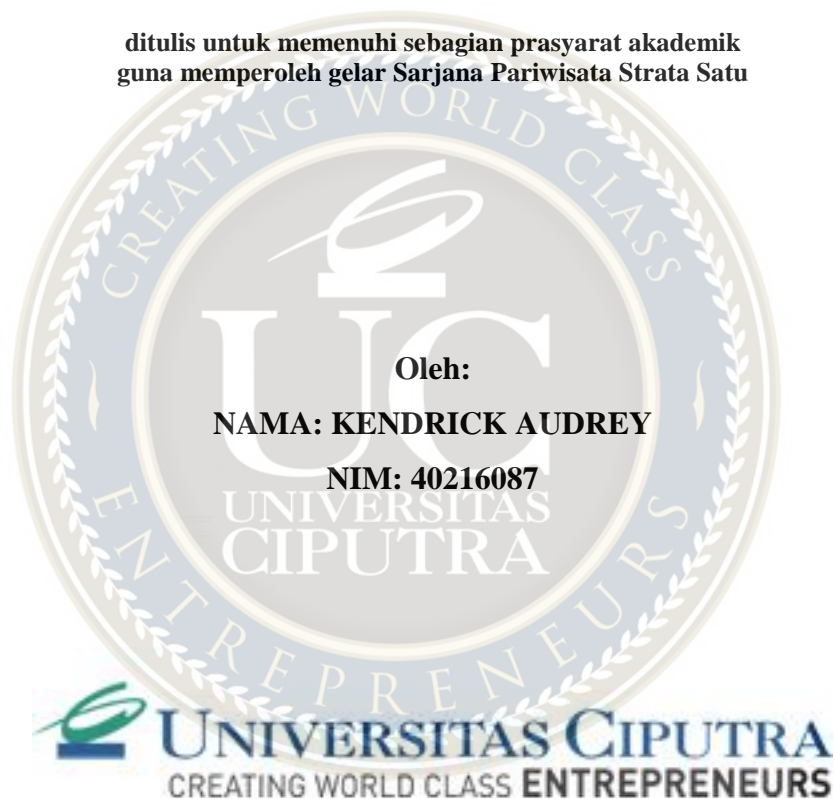 ditulis untuk memenuhi sebagian prasyarat akademik
guna memperoleh gelar Sarjana Pariwisata Strata Satu
CREATING WORLD CLASS
UC
Oleh:
NAMA: KENDRICK AUDREY
NIM: 40216087
UNIVERSITAS
CIPUTRA
ENTREPRENEURS
UNIVERSITAS CIPUTRA
CREATING WORLD CLASS ENTREPRENEURS